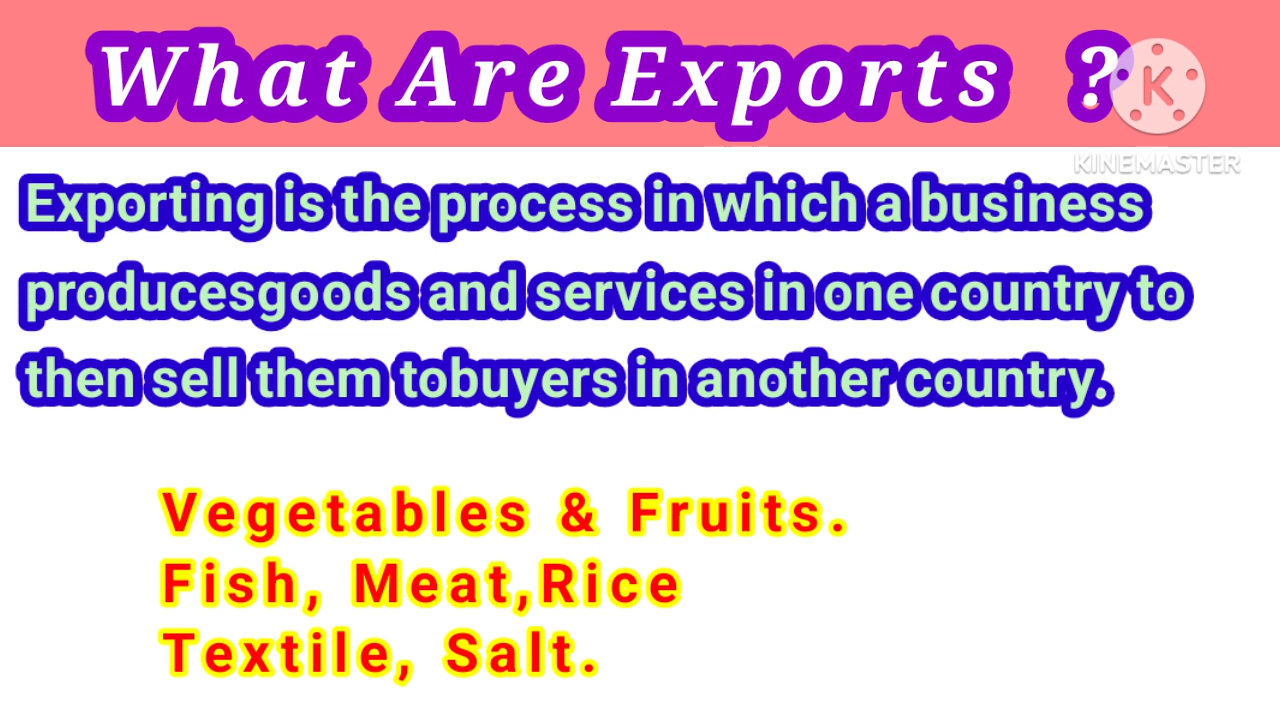 What Are Exports ?
K
KINEMASTER
Exporting is the process in which a business
producesgoods and services in one country to
then sell them tobuyers in another country.
Vegetables & Fruits.
Fish, Meat,Rice
Textile, Salt.